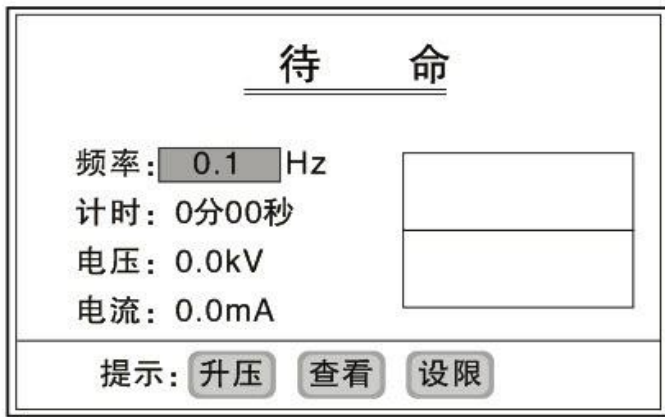 待 命
频率: 0.1 Hz
计时: 0分00秒
电压: 0.0kV
电流: 0.0mA
提示: 升压 查看 设限